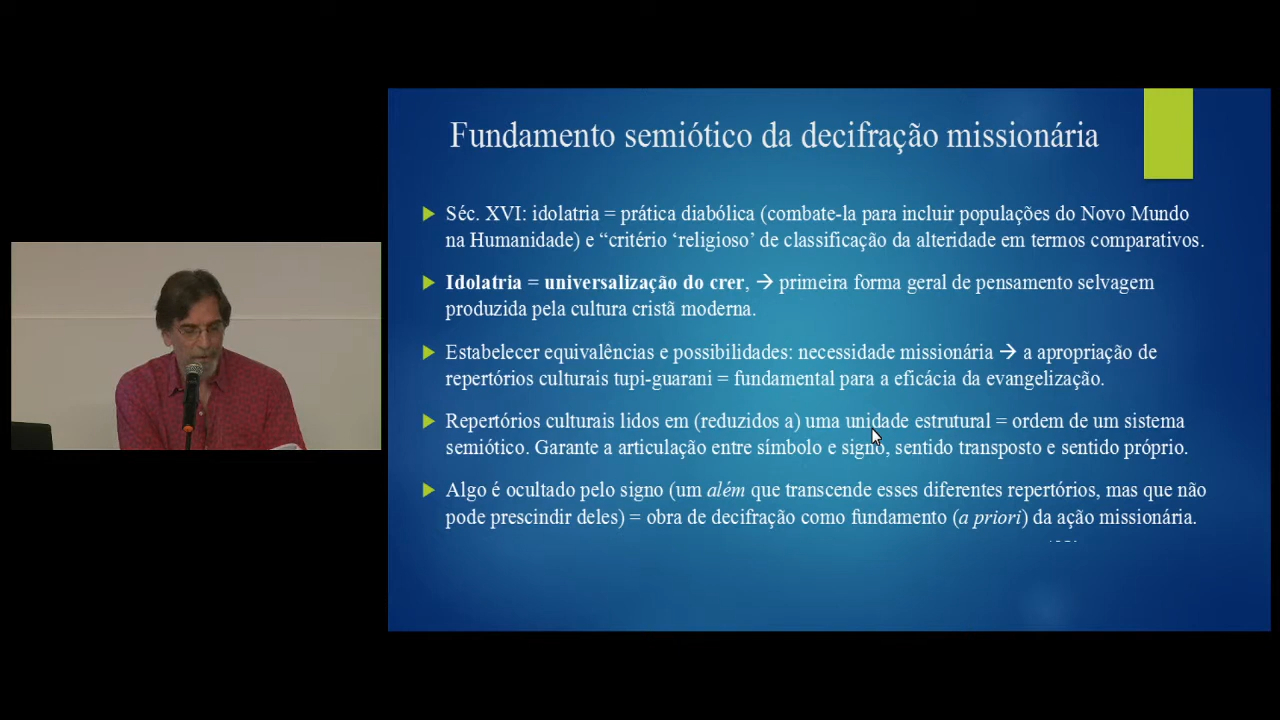 Fundamento semiótico da decifração missionária
Séc. XVI: idolatria = prática diabólica (combate-la para incluir populações do Novo Mundo
na Humanidade) e “critério ‘religioso’ de classificação da alteridade em termos comparativos.
Idolatria = universalização do crer, → primeira forma geral de pensamento selvagem
produzida pela cultura cristã moderna.
Estabelecer equivalências e possibilidades: necessidade missionária → a apropriação de
repertórios culturais tupi-guarani = fundamental para a eficácia da evangelização.
Repertórios culturais lidos em (reduzidos a) uma unidade estrutural = ordem de um sistema
semiótico. Garante a articulação entre símbolo e signo, sentido transposto e sentido próprio.
Algo é ocultado pelo signo (um além que transcende esses diferentes repertórios, mas que não
pode prescindir deles) = obra de decifração como fundamento (a priori) da ação missionária.